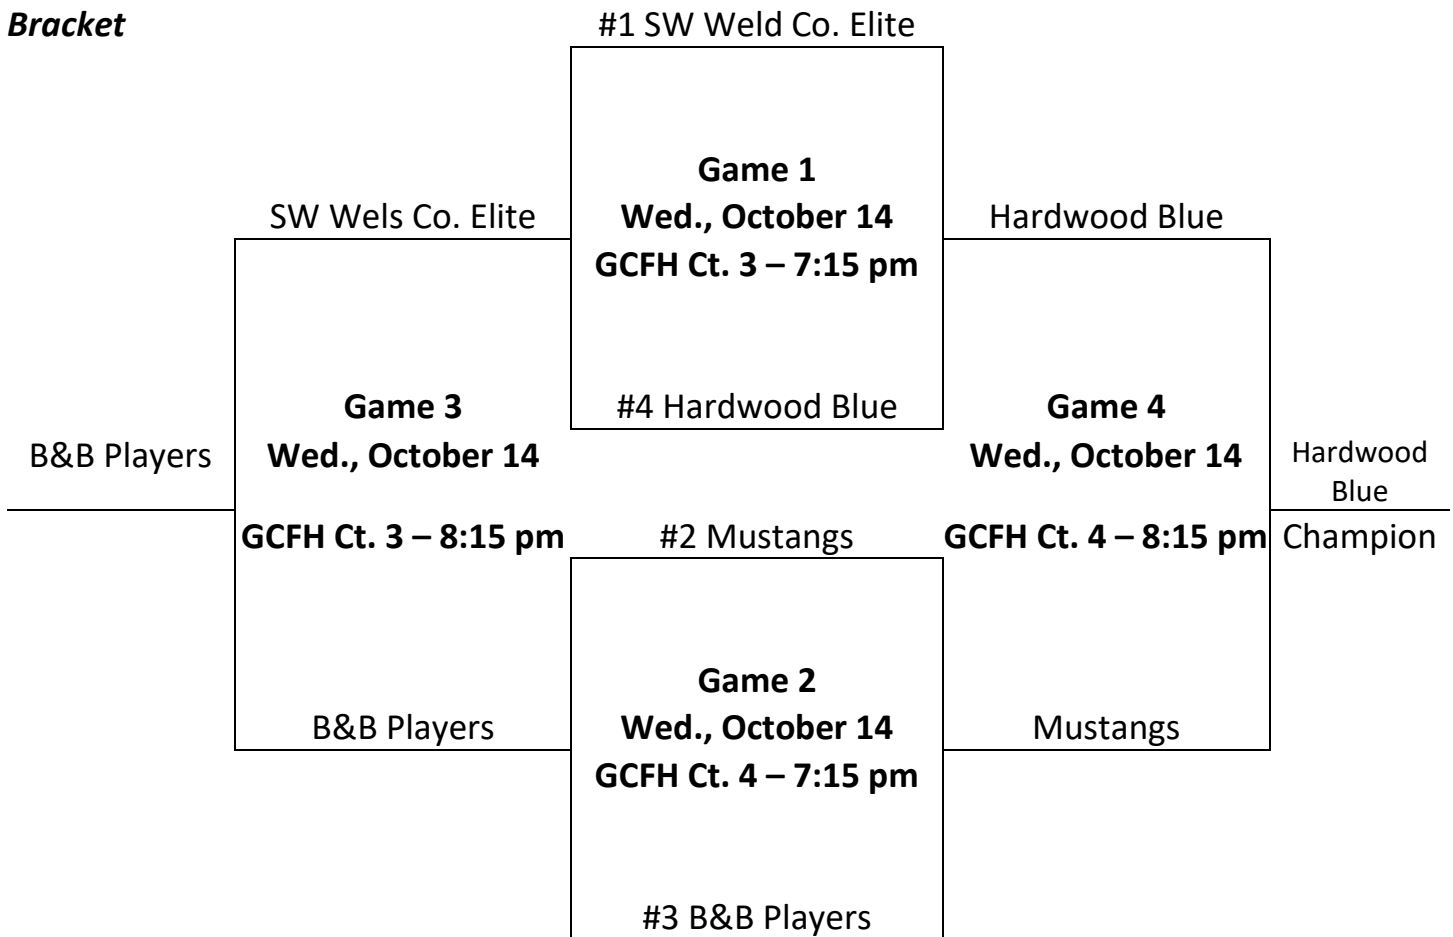 Bracket
#1 SW Weld Co. Elite
Game 1
SW Wels Co. Elite
Wed., October 14
Hardwood Blue
GCFH Ct. 3 – 7:15 pm
Game 3
#4 Hardwood Blue
Game 4
B&B Players
Wed., October 14
Wed., October 14
Hardwood
Blue
GCFH Ct. 3 – 8:15 pm
#2 Mustangs
GCFH Ct. 4 – 8:15 pm
Champion
Game 2
B&B Players
Wed., October 14
Mustangs
GCFH Ct. 4 – 7:15 pm
#3 B&B Players